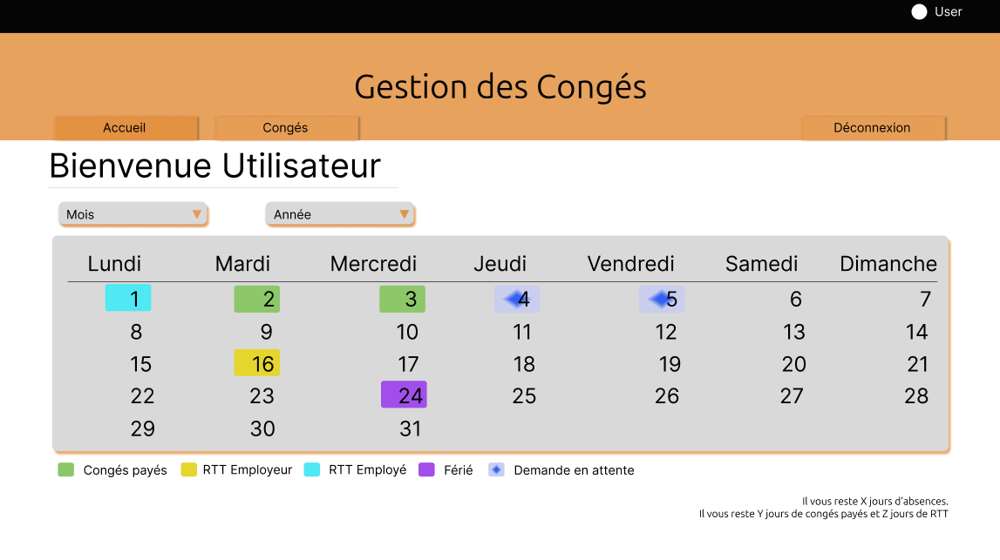 User
Gestion des Congés
Accueil Congés Déconnexion
Bienvenue Utilisateur
Mois Année
Lundi Mardi Mercredi Jeudi Vendredi Samedi Dimanche
1 2 3 4 5 6 7
8 9 10 11 12 13 14
15 16 17 18 19 20 21
22 23 24 25 26 27 28
29 30 31
Congés payés RTT Employeur RTT Employé Férié Demande en attente
Il vous reste X jours d'absences.
Il vous reste Y jours de congés payés et Z jours de RTT